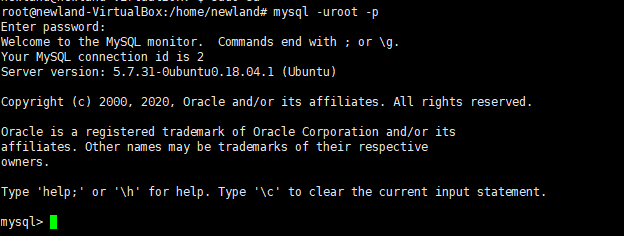 root@newland-VirtualBox:/home/newland# mysql -uroot -p
Enter password:
Welcome to the MySQL monitor.  Commands end with ; or \g.
Your MySQL connection id is 2
Server version: 5.7.31-0ubuntu0.18.04.1 (Ubuntu)
Copyright (c) 2000, 2020, Oracle and/or its affiliates. All rights reserved.
Oracle is a registered trademark of Oracle Corporation and/or its
affiliates. Other names may be trademarks of their respective
owners.
Type 'help;' or '\h' for help. Type '\c' to clear the current input statement.
mysql>